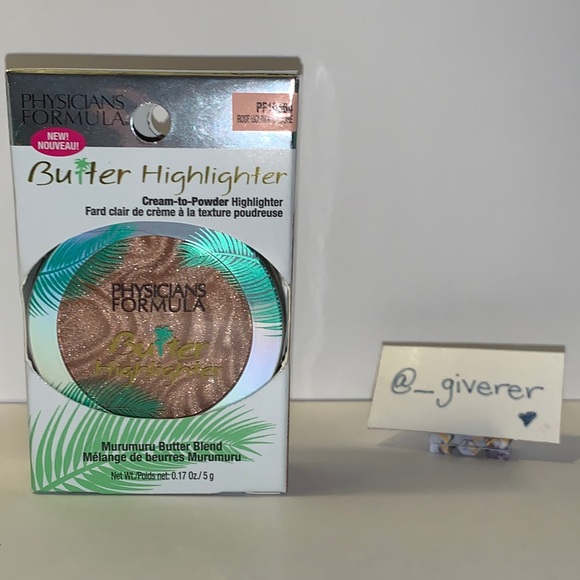 PHYSICIANS
FORMULA
NEW!
NOUVEAU!
Butter Highlighter
Cream-to-Powder Highlighter
Fard clair de crème à la texture poudreuse
PHYSICIANS
FORMULA
Butter
Highlighter
Murumuru Butter Blend
Mélange de beurres Murumuru
Net Wt./Poids net: 0.17 Oz./5 g
@_giverer